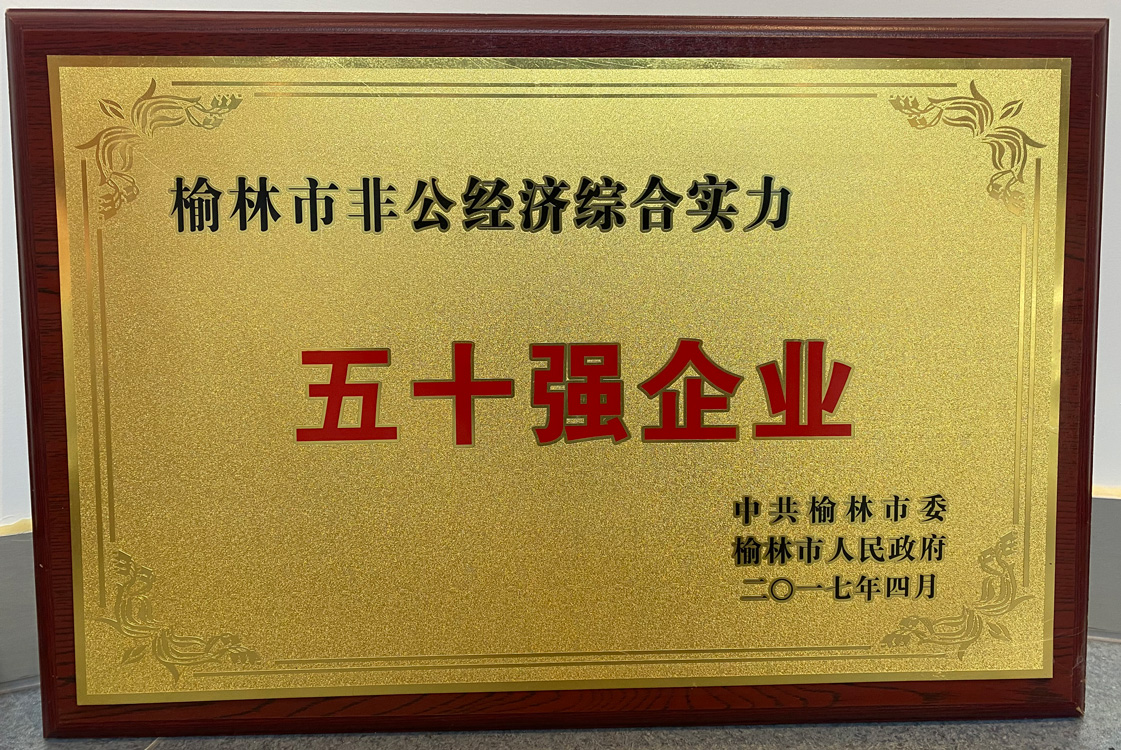 榆林市非公经济综合实力
五十强企业
中共榆林市委
榆林市人民政府
二〇一七年四月